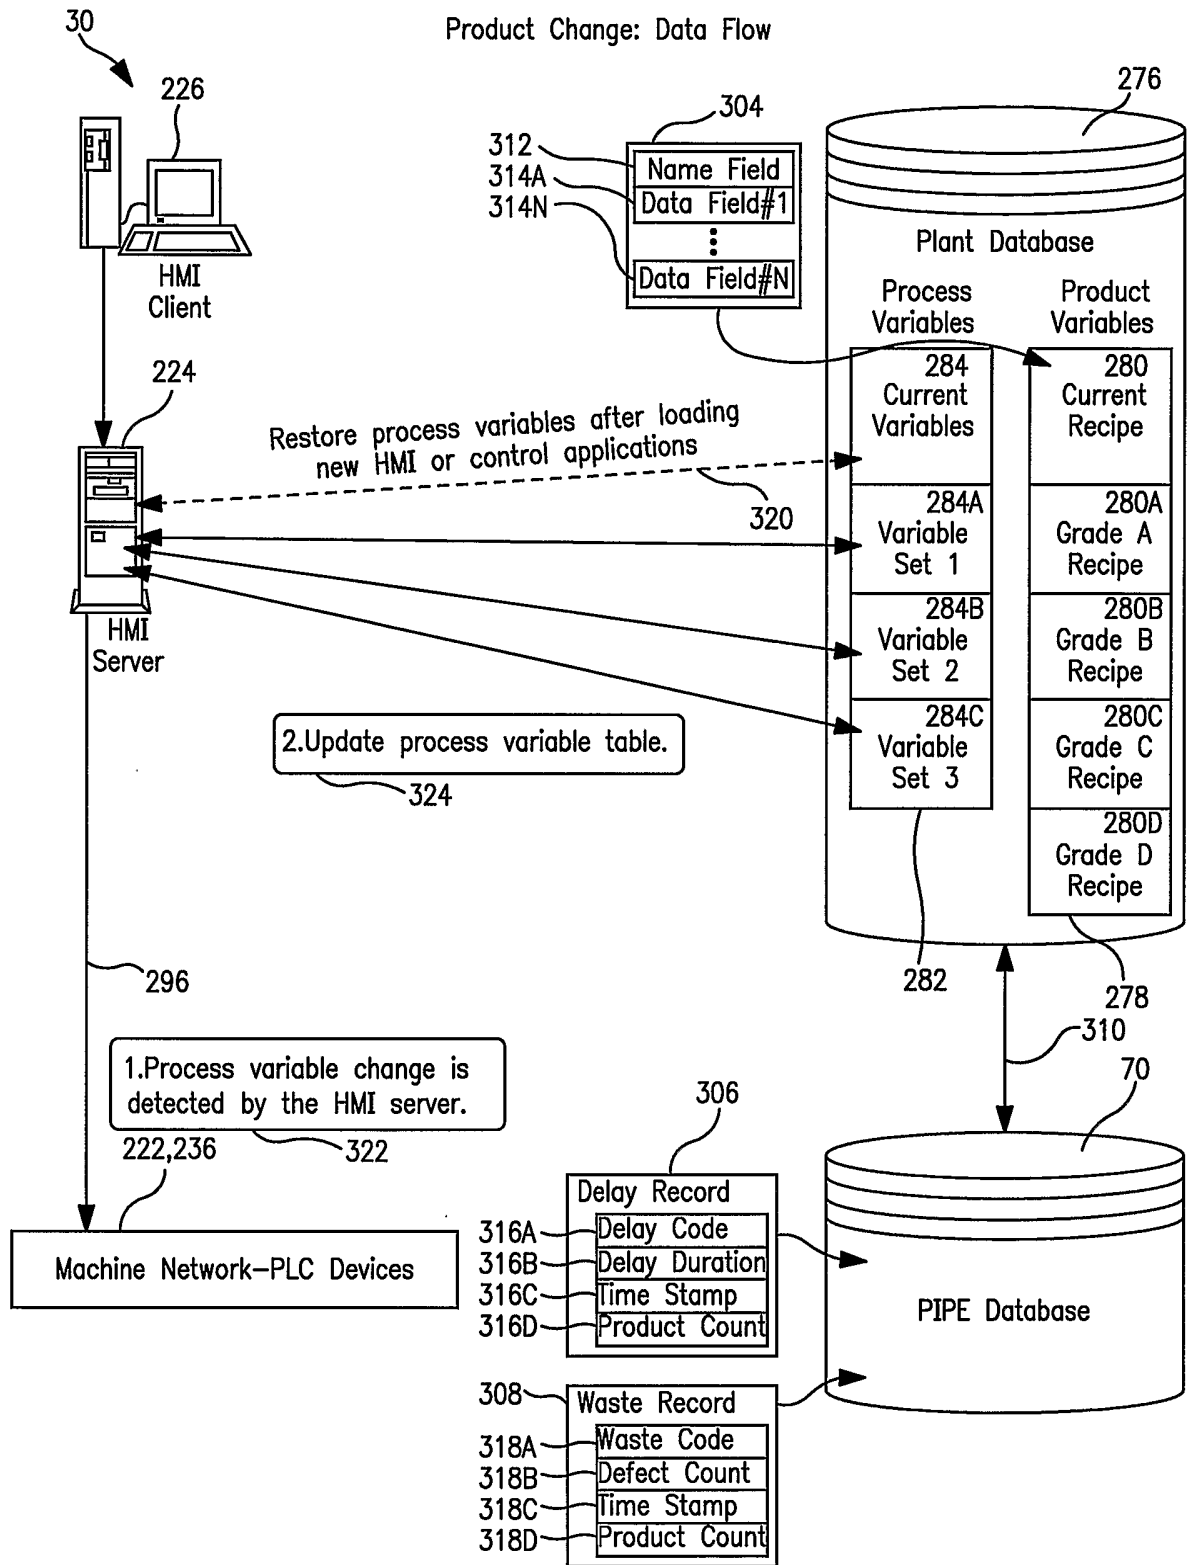 Product Change: Data Flow
30
226
HMI
Client
304
312
Name Field
314A
Data Field#1
314N
Data Field#N
276
Plant Database
Process
Variables
Product
Variables
284
Current
Variables
280
Current
Recipe
224
Restore process variables after loading
new HMI or control applications
320
284A
Variable
Set 1
280A
Grade A
Recipe
284B
Variable
Set 2
280B
Grade B
Recipe
284C
Variable
Set 3
280C
Grade C
Recipe
280D
Grade D
Recipe
HMI
Server
2.Update process variable table.
324
282
278
296
310
1.Process variable change is
detected by the HMI server.
322
222,236
Machine Network-PLC Devices
70
PIPE Database
306
Delay Record
316A
Delay Code
316B
Delay Duration
316C
Time Stamp
316D
Product Count
308
Waste Record
318A
Waste Code
318B
Defect Count
318C
Time Stamp
318D
Product Count